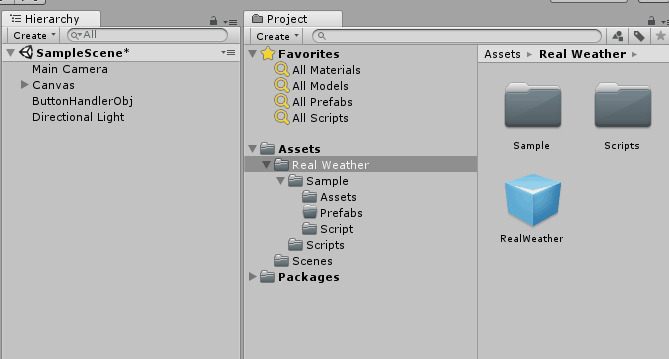 Hierarchy
Create
All
SampleScene*
Main Camera
Canvas
ButtonHandlerObj
Directional Light
Project
Create
Favorites
All Materials
All Models
All Prefabs
All Scripts
Assets
Real Weather
Sample
Assets
Prefabs
Script
Scripts
Scenes
Packages
Assets Real Weather
Sample Scripts
RealWeather